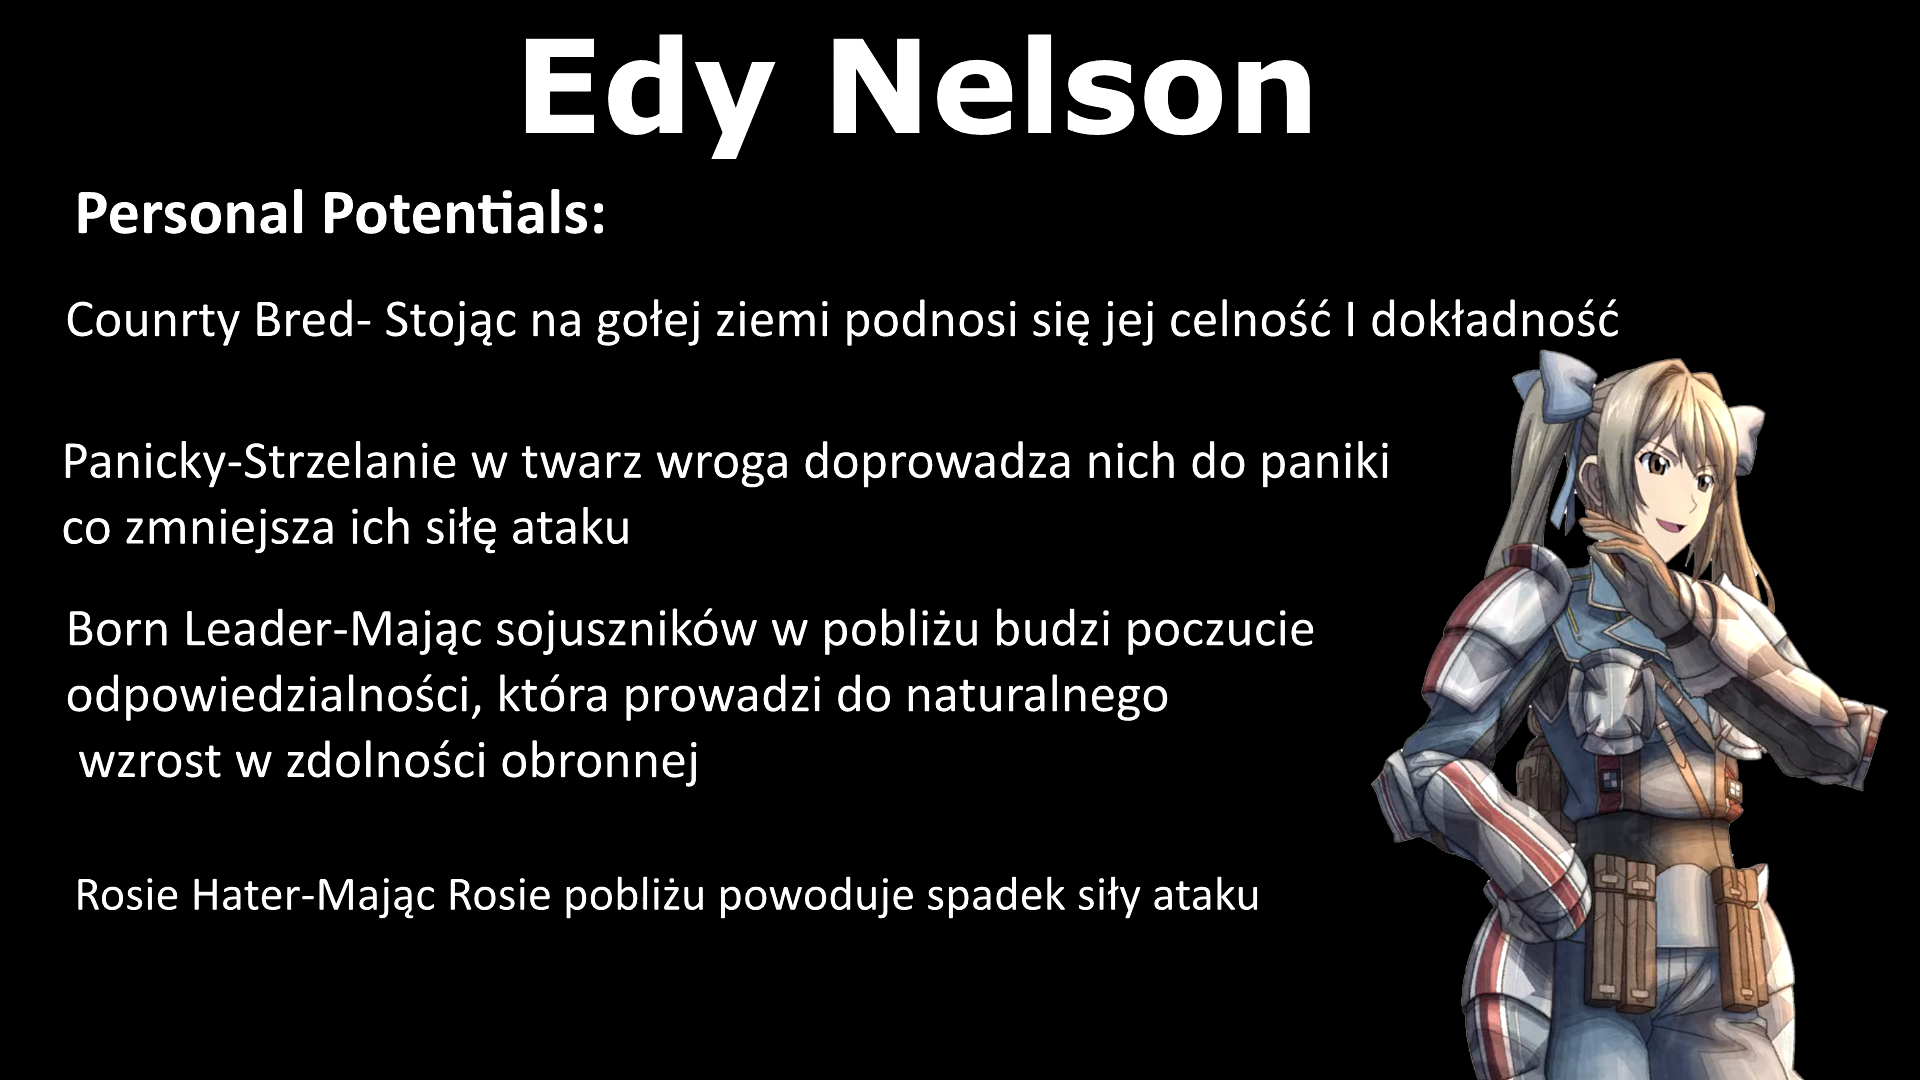 Edy Nelson
Personal Potentials:
Counrty Bred- Stojąc na gołej ziemi podnosi się jej celność I dokładność
Panicky-Strzelanie w twarz wroga doprowadza nich do paniki
co zmniejsza ich siłę ataku
Born Leader-Mając sojuszników w pobliżu budzi poczucie
odpowiedzialności, która prowadzi do naturalnego
wzrost w zdolności obronnej
Rosie Hater-Mając Rosie pobliżu powoduje spadek siły ataku